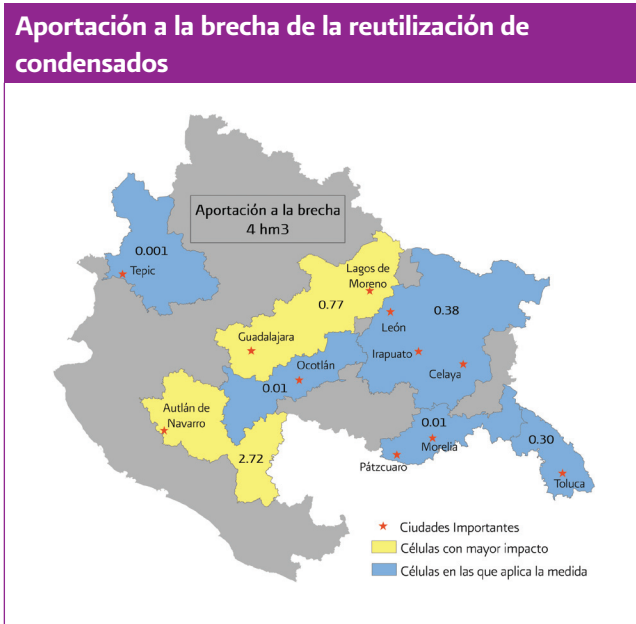 Aportación a la brecha de la reutilización de
condensados
Aportación a la brecha
4 hm3
0.001
Tepic
Lagos de
Moreno
0.77
0.38
León
Guadalajara
Irapuato
Ocotlán
Celaya
0.01
Autlán de
Navarro
0.01
Morelia
0.30
2.72
Pátzcuaro
Toluca
Ciudades Importantes
Células con mayor impacto
Células en las que aplica la medida